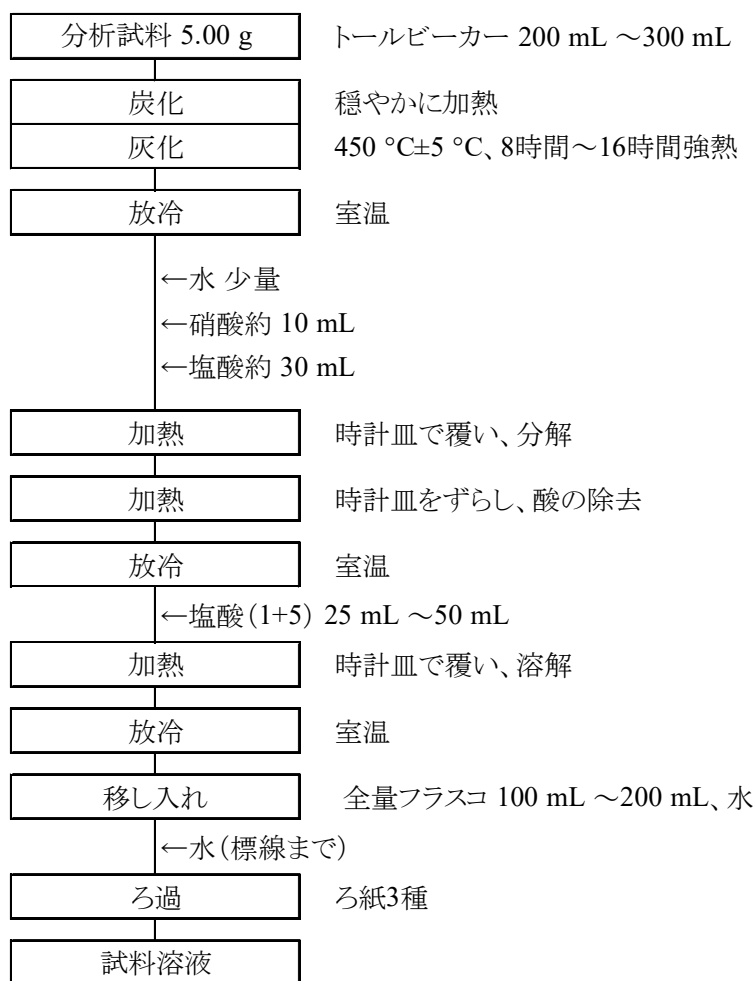 分析試料 5.00 g　トールビーカー 200 mL ～300 mL
炭化　穏やかに加熱
灰化　450 °C±5 °C、8時間～16時間強熱
放冷　室温
←水 少量
←硝酸約 10 mL
←塩酸約 30 mL
加熱　時計皿で覆い、分解
加熱　時計皿をずらし、酸の除去
放冷　室温
←塩酸（1+5） 25 mL ～50 mL
加熱　時計皿で覆い、溶解
放冷　室温
移し入れ　全量フラスコ 100 mL ～200 mL、水
←水（標線まで）
ろ過　ろ紙3種
試料溶液